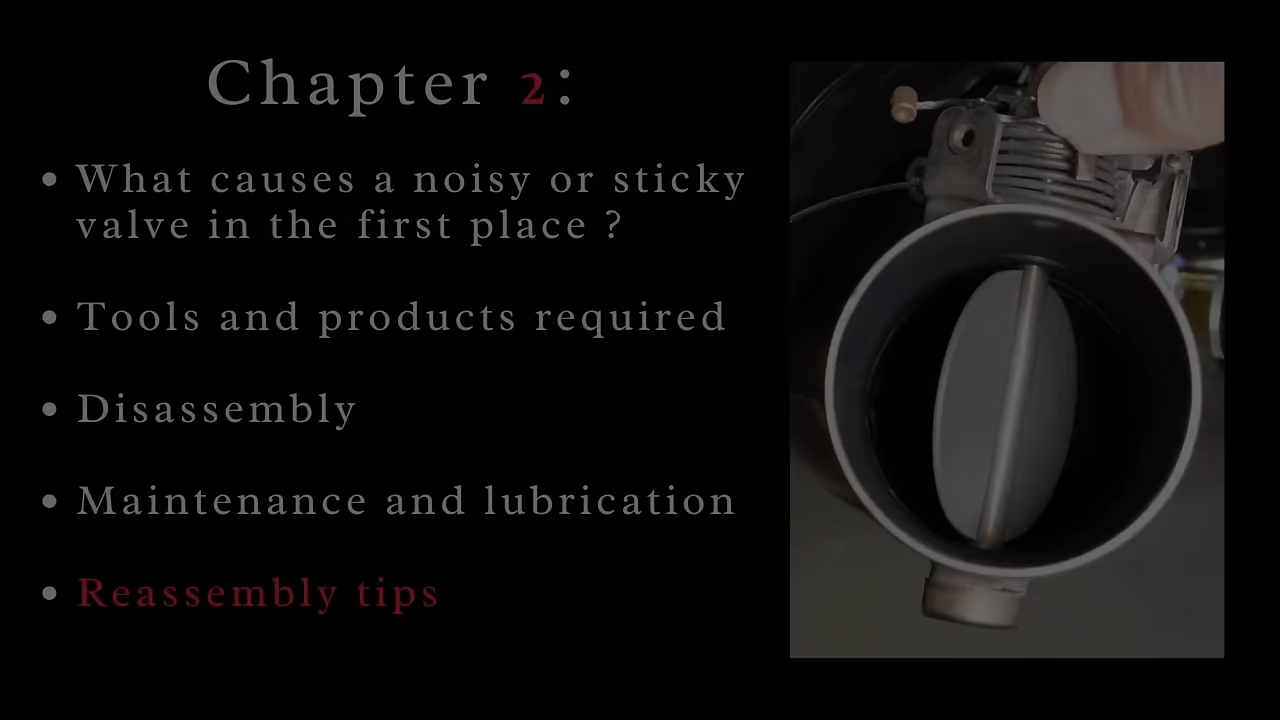 Chapter 2:
• What causes a noisy or sticky
valve in the first place ?
• Tools and products required
• Disassembly
• Maintenance and lubrication
• Reassembly tips